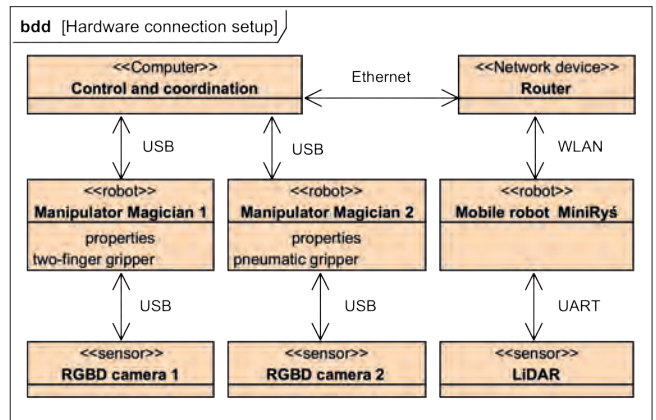 bdd [Hardware connection setup]
<<Computer>>
Control and coordination
Ethernet
<<Network device>>
Router
USB
USB
WLAN
<<robot>>
Manipulator Magician 1
properties
two-finger gripper
<<robot>>
Manipulator Magician 2
properties
pneumatic gripper
<<robot>>
Mobile robot MiniRyś
USB
USB
UART
<<sensor>>
RGBD camera 1
<<sensor>>
RGBD camera 2
<<sensor>>
LiDAR